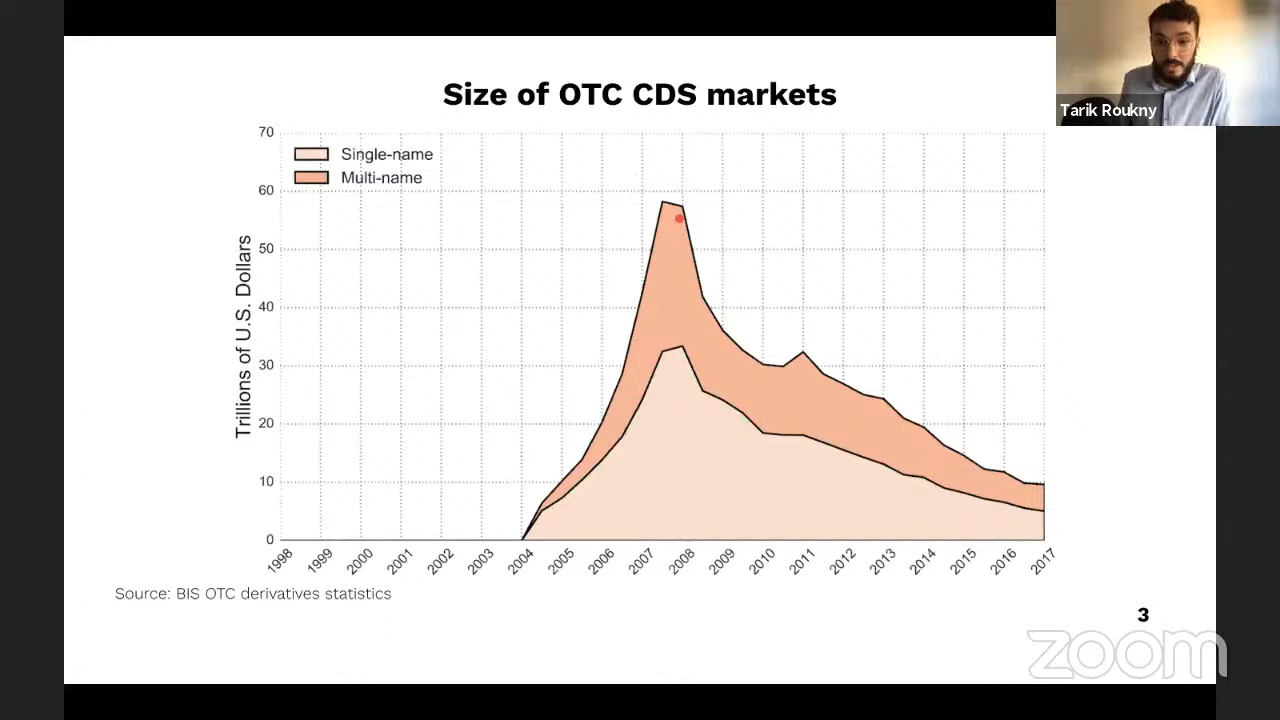 Size of OTC CDS markets
Tarik Roukny
70
60
50
40
30
20
10
0
Trillions of U.S. Dollars
Single-name
Multi-name
1998 1999 2000 2001 2002 2003 2004 2005 2006 2007 2008 2009 2010 2011 2012 2013 2014 2015 2016 2017
Source: BIS OTC derivatives statistics
3
zoom